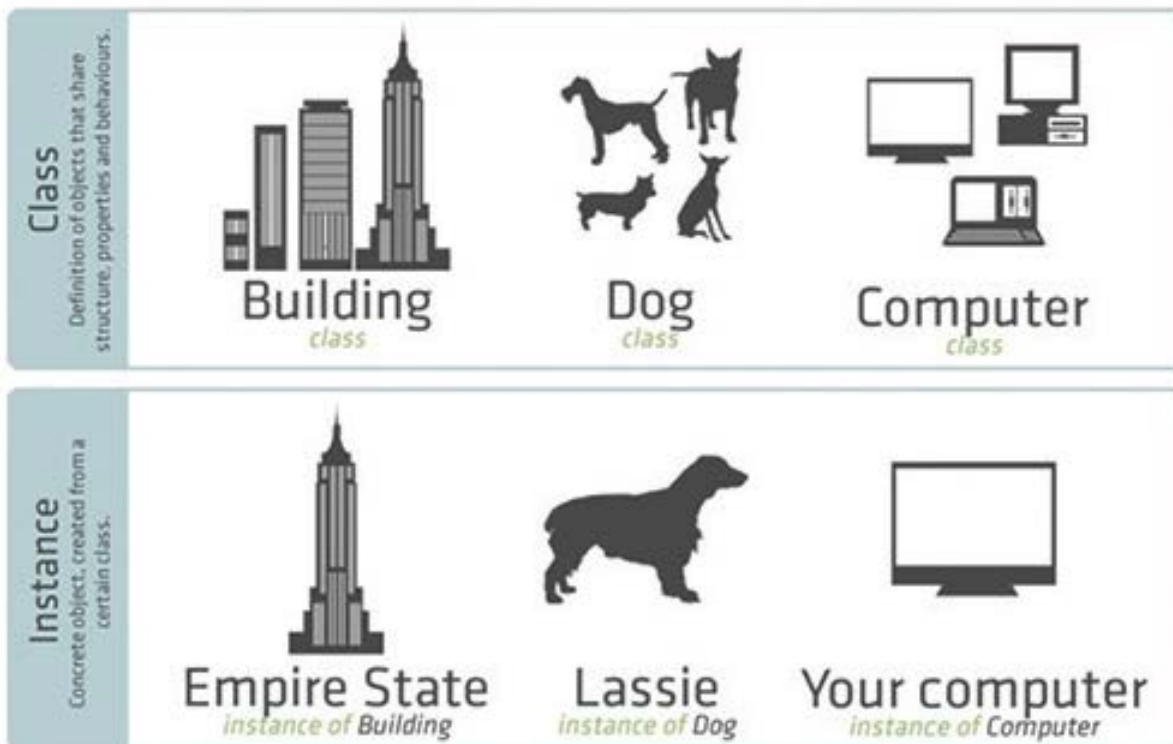 Class
Definition of objects that share
structure, properties and behaviours.
Building
class
Dog
class
Computer
class
Instance
Concrete object, created from a
certain class.
Empire State
instance of Building
Lassie
instance of Dog
Your computer
instance of Computer